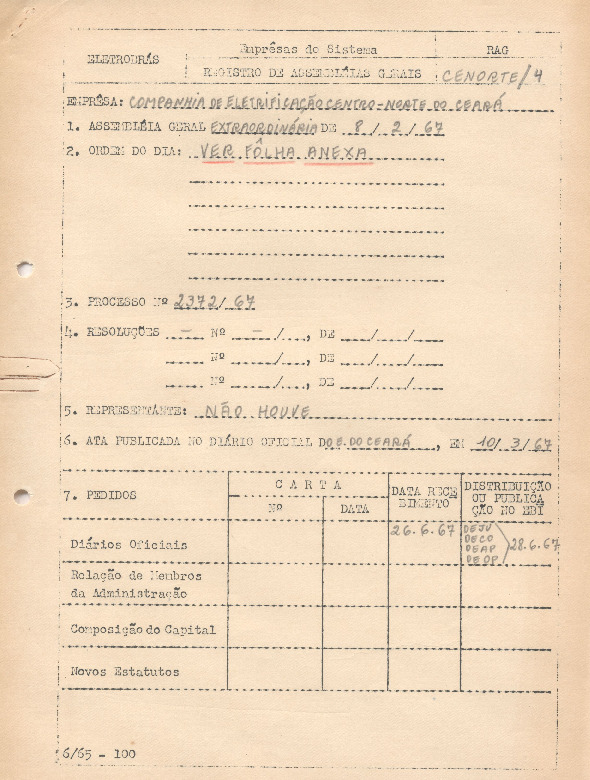 ELETROBRÁS
Emprêsas do Sistema
RAG
REGISTRO DE ASSEMBLÉIAS GERAIS
CENORTE/4
EMPRÊSA: COMPANHIA DE ELETRIFICAÇÃO CENTRO-NORTE DO CEARÁ
1. ASSEMBLÉIA GERAL EXTRAORDINÁRIA DE 8 / 2 / 67
2. ORDEM DO DIA: VER FÔLHA ANEXA
3. PROCESSO Nº 2372/ 67
4. RESOLUÇÕES – Nº – /..., DE ..../..../....
Nº ..../..., DE ..../..../....
Nº ..../..., DE ..../..../....
5. REPRESENTANTE: NÃO HOUVE
6. ATA PUBLICADA NO DIÁRIO OFICIAL DO E. DO CEARÁ, EM 10/ 3/ 67
7. PEDIDOS
C A R T A
Nº
DATA
DATA RECE
BIMENTO
DISTRIBUIÇÃO
OU PUBLICA
ÇÃO NO EBI
Diários Oficiais
26.6.67
DEJU
DECO
DEAP
DEOP
28.6.67
Relação de Membros
da Administração
Composição do Capital
Novos Estatutos
6/65 - 100